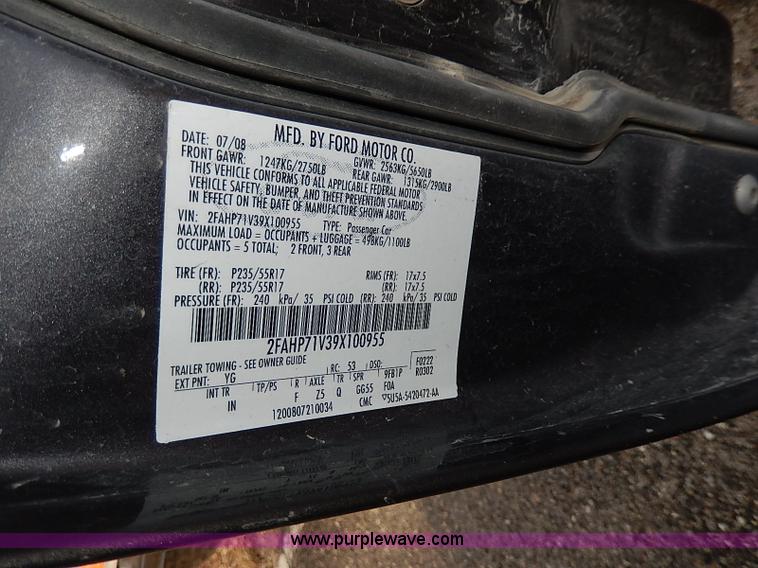 MFD. BY FORD MOTOR CO.
DATE: 07/08 GVWR: 2563KG/5650LB
FRONT GAWR: 1247KG/2750LB REAR GAWR: 1315KG/2900LB
THIS VEHICLE CONFORMS TO ALL APPLICABLE FEDERAL MOTOR
VEHICLE SAFETY, BUMPER, AND THEFT PREVENTION STANDARDS
IN EFFECT ON THE DATE OF MANUFACTURE SHOWN ABOVE.
VIN: 2FAHP71V39X100955 TYPE: Passenger Car
MAXIMUM LOAD = OCCUPANTS + LUGGAGE = 498KG/1100LB
OCCUPANTS = 5 TOTAL; 2 FRONT, 3 REAR
TIRE (FR): P235/55R17 RIMS (FR): 17x7.5
(RR): P235/55R17 (RR): 17x7.5
PRESSURE (FR): 240 kPa/ 35 PSI COLD (RR): 240 kPa/ 35 PSI COLD
2FAHP71V39X100955
TRAILER TOWING - SEE OWNER GUIDE F0222
EXT PNT: YG RC: 53 DSO: 9FB1P R0302
INT TR TP/PS R AXLE TR SPR F0A
IN F Z5 Q GG55
1200807210034 CMC 5U5A-5420472-AA
www.purplewave.com